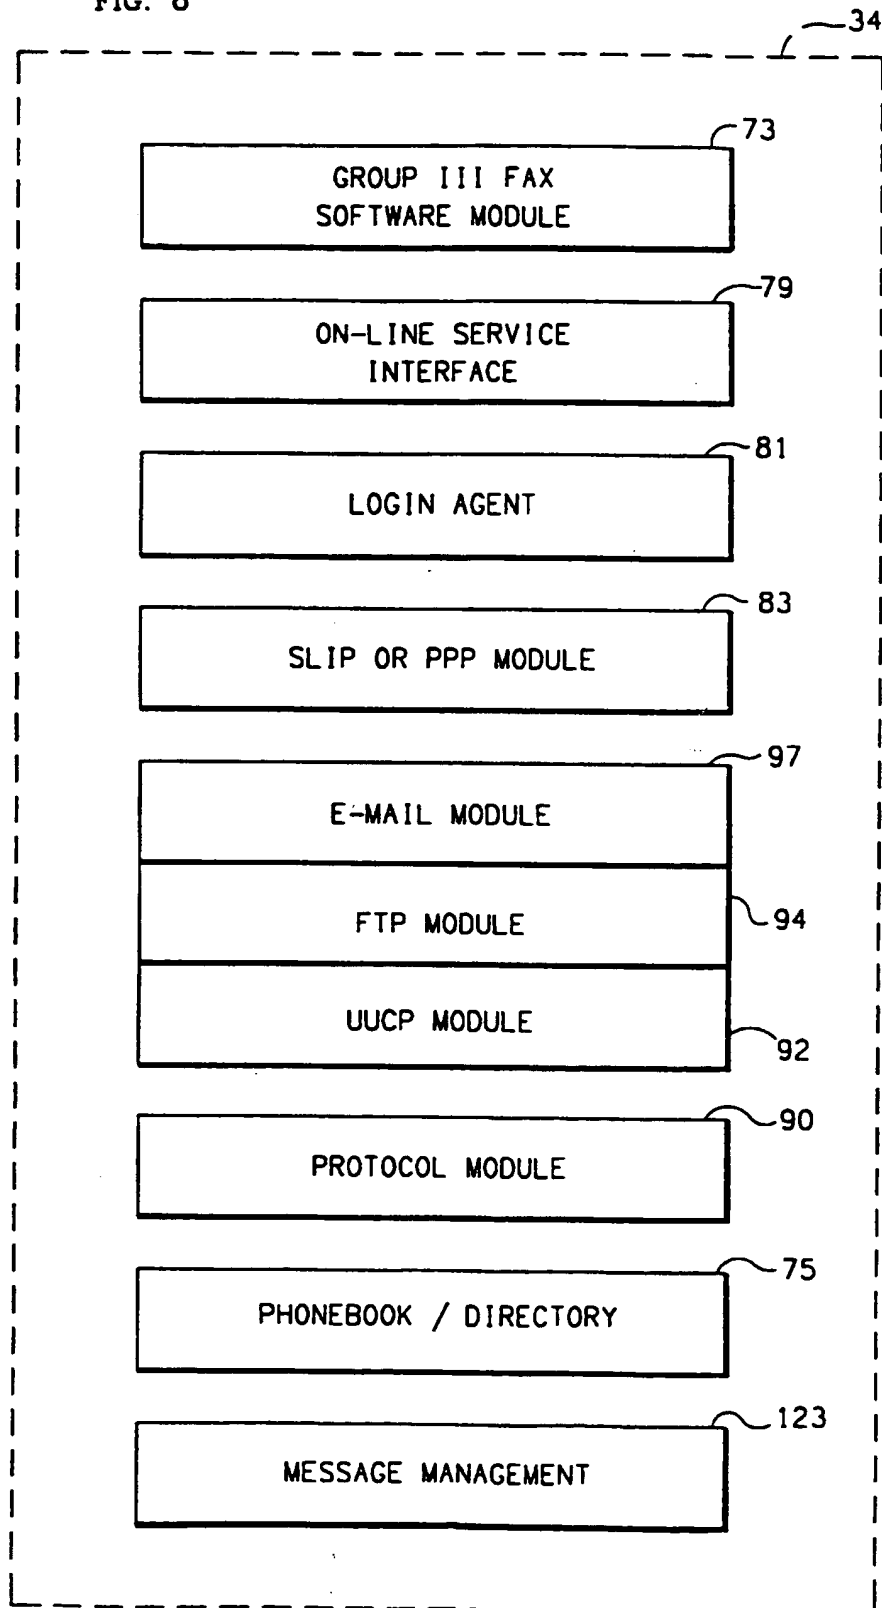 FIG. 8
34
73
GROUP III FAX
SOFTWARE MODULE
79
ON-LINE SERVICE
INTERFACE
81
LOGIN AGENT
83
SLIP OR PPP MODULE
97
E-MAIL MODULE
FTP MODULE
94
UUCP MODULE
92
90
PROTOCOL MODULE
75
PHONEBOOK / DIRECTORY
123
MESSAGE MANAGEMENT